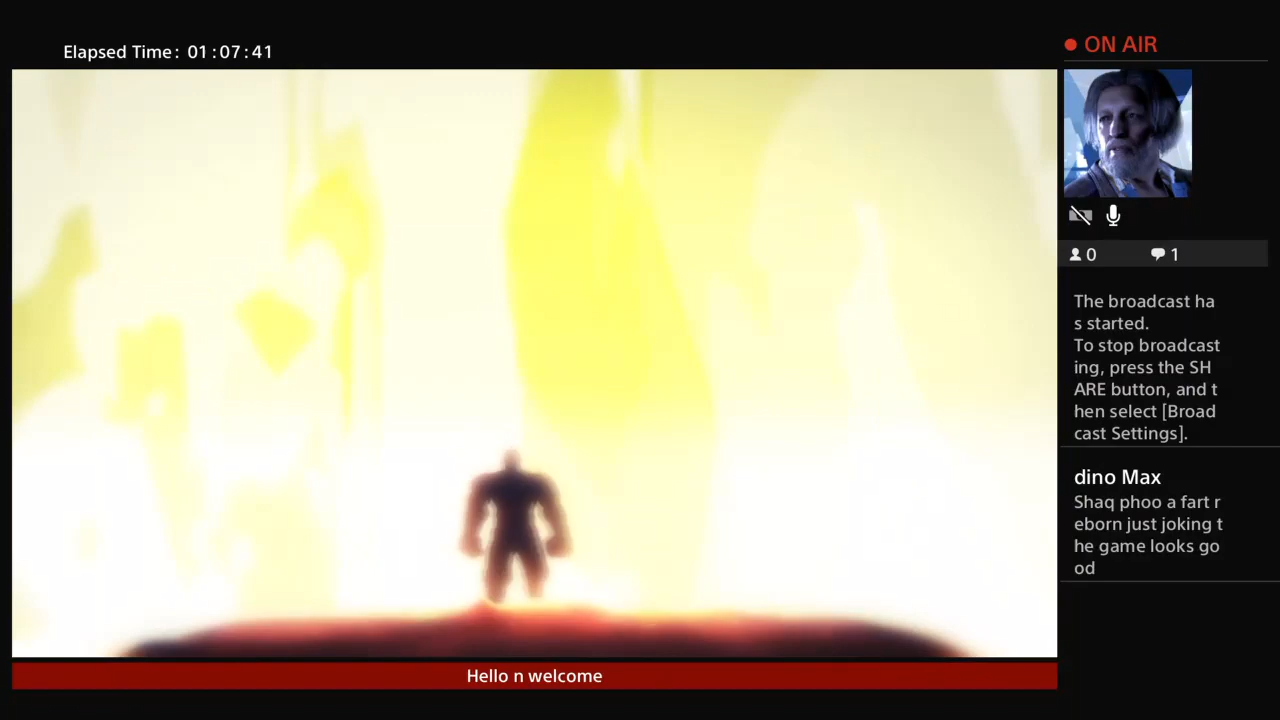 Elapsed Time: 01:07:41
ON AIR
0
1
The broadcast ha
s started.
To stop broadcast
ing, press the SH
ARE button, and t
hen select [Broad
cast Settings].
dino Max
Shaq phoo a fart r
eborn just joking t
he game looks go
od
Hello n welcome